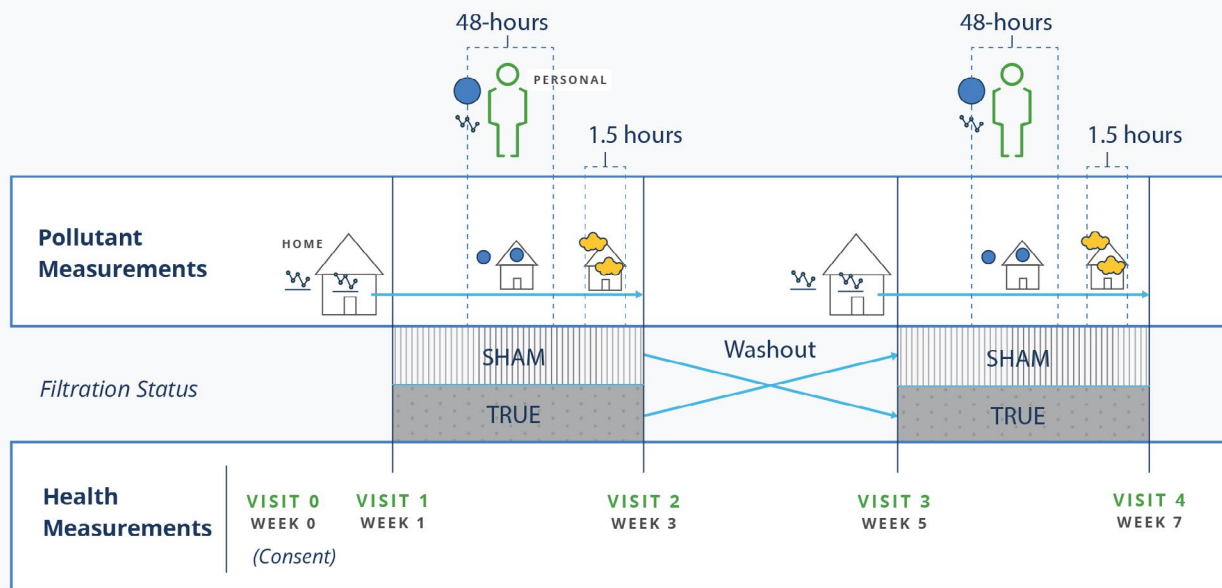 48-hours
48-hours
PERSONAL
1.5 hours
1.5 hours
Pollutant
Measurements
HOME
SHAM
Washout
SHAM
Filtration Status
TRUE
TRUE
Health
Measurements
VISIT 0
WEEK 0
(Consent)
VISIT 1
WEEK 1
VISIT 2
WEEK 3
VISIT 3
WEEK 5
VISIT 4
WEEK 7